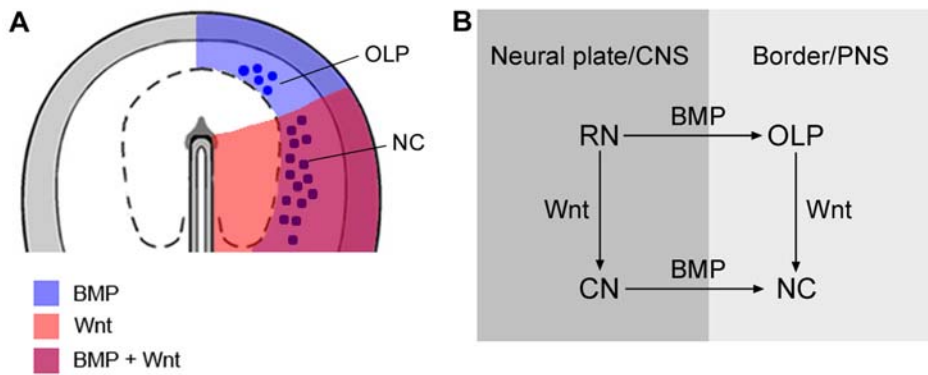 A
OLP
NC
BMP
Wnt
BMP + Wnt
B
Neural plate/CNS
Border/PNS
RN
BMP
OLP
Wnt
Wnt
CN
BMP
NC